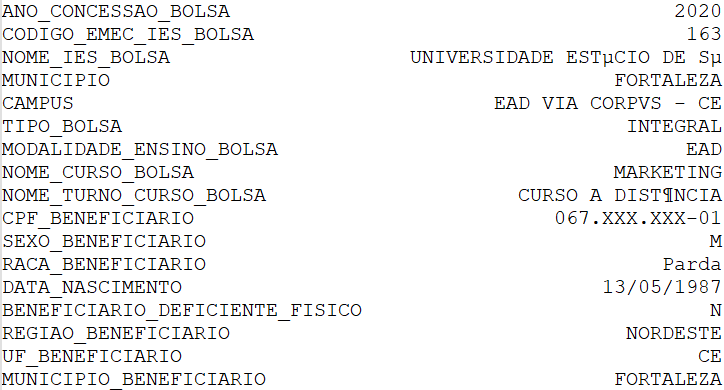 ANO_CONCESSAO_BOLSA 2020
CODIGO_EMEC_IES_BOLSA 163
NOME_IES_BOLSA UNIVERSIDADE ESTµCIO DE Sµ
MUNICIPIO FORTALEZA
CAMPUS EAD VIA CORPVS - CE
TIPO_BOLSA INTEGRAL
MODALIDADE_ENSINO_BOLSA EAD
NOME_CURSO_BOLSA MARKETING
NOME_TURNO_CURSO_BOLSA CURSO A DIST¶NCIA
CPF_BENEFICIARIO 067.XXX.XXX-01
SEXO_BENEFICIARIO M
RACA_BENEFICIARIO Parda
DATA_NASCIMENTO 13/05/1987
BENEFICIARIO_DEFICIENTE_FISICO N
REGIAO_BENEFICIARIO NORDESTE
UF_BENEFICIARIO CE
MUNICIPIO_BENEFICIARIO FORTALEZA